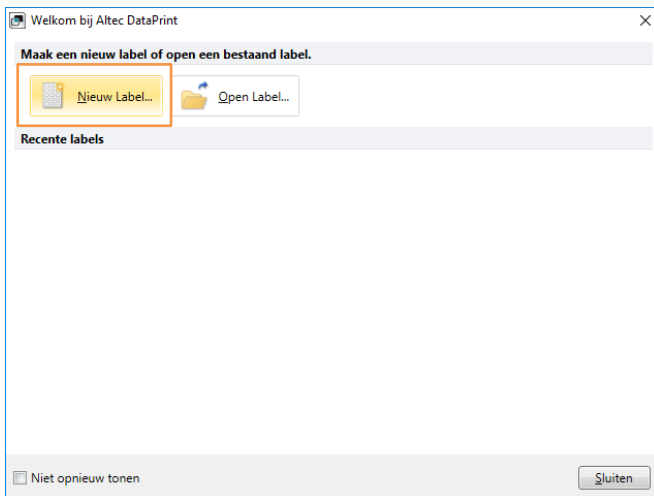 Welkom bij Altec DataPrint
Maak een nieuw label of open een bestaand label.
Nieuw Label... Open Label...
Recente labels
Niet opnieuw tonen Sluiten